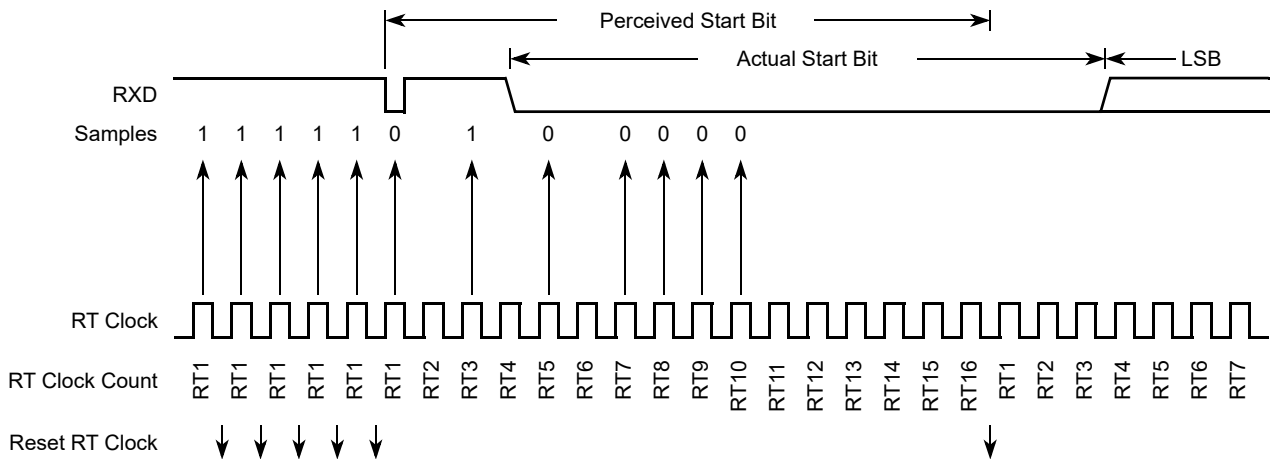 Perceived Start Bit
Actual Start Bit
LSB
RXD
Samples 1 1 1 1 1 0 1 0 0 0 0 0
RT Clock
RT Clock Count RT1 RT1 RT1 RT1 RT1 RT1 RT2 RT3 RT4 RT5 RT6 RT7 RT8 RT9 RT10 RT11 RT12 RT13 RT14 RT15 RT16 RT1 RT2 RT3 RT4 RT5 RT6 RT7
Reset RT Clock